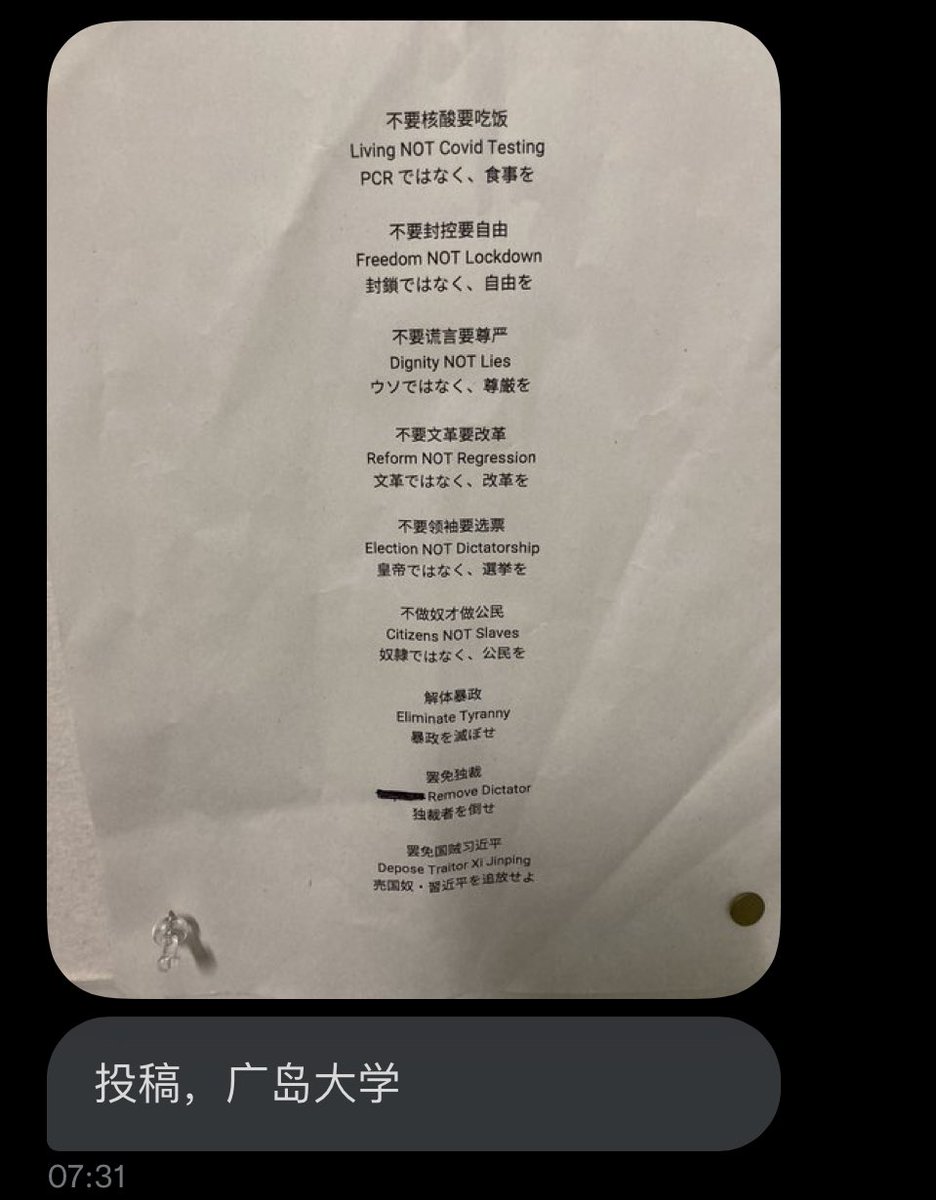 不要核酸要吃饭
Living NOT Covid Testing
PCR ではなく、食事を
不要封控要自由
Freedom NOT Lockdown
封鎖ではなく、自由を
不要谎言要尊严
Dignity NOT Lies
ウソではなく、尊厳を
不要文革要改革
Reform NOT Regression
文革ではなく、改革を
不要领袖要选票
Election NOT Dictatorship
皇帝ではなく、選挙を
不做奴才做公民
Citizens NOT Slaves
奴隷ではなく、公民を
解体暴政
Eliminate Tyranny
暴政を滅ぼせ
罢免独裁
Remove Dictator
独裁者を倒せ
罢免国贼习近平
Depose Traitor Xi Jinping
売国奴・習近平を追放せよ
投稿，广岛大学
07:31